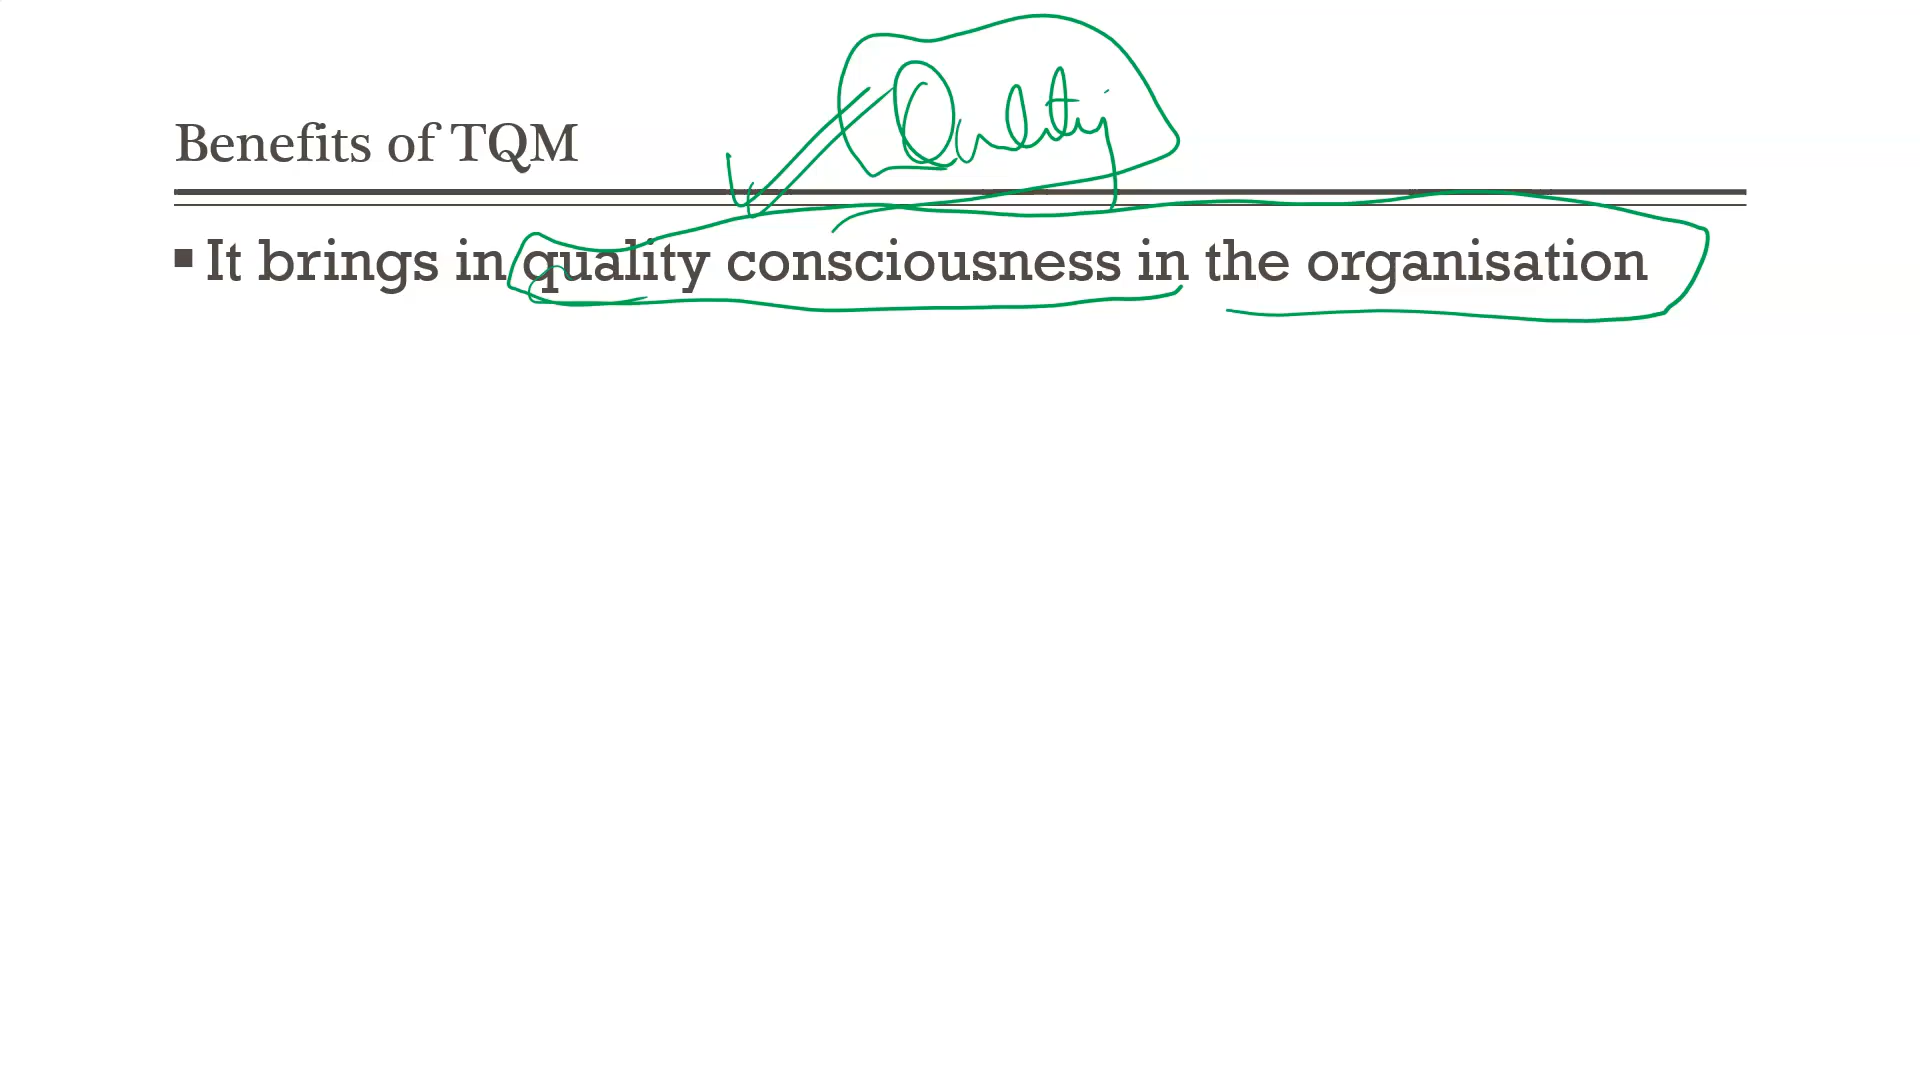 Quality
Benefits of TQM
▪ It brings in quality consciousness in the organisation